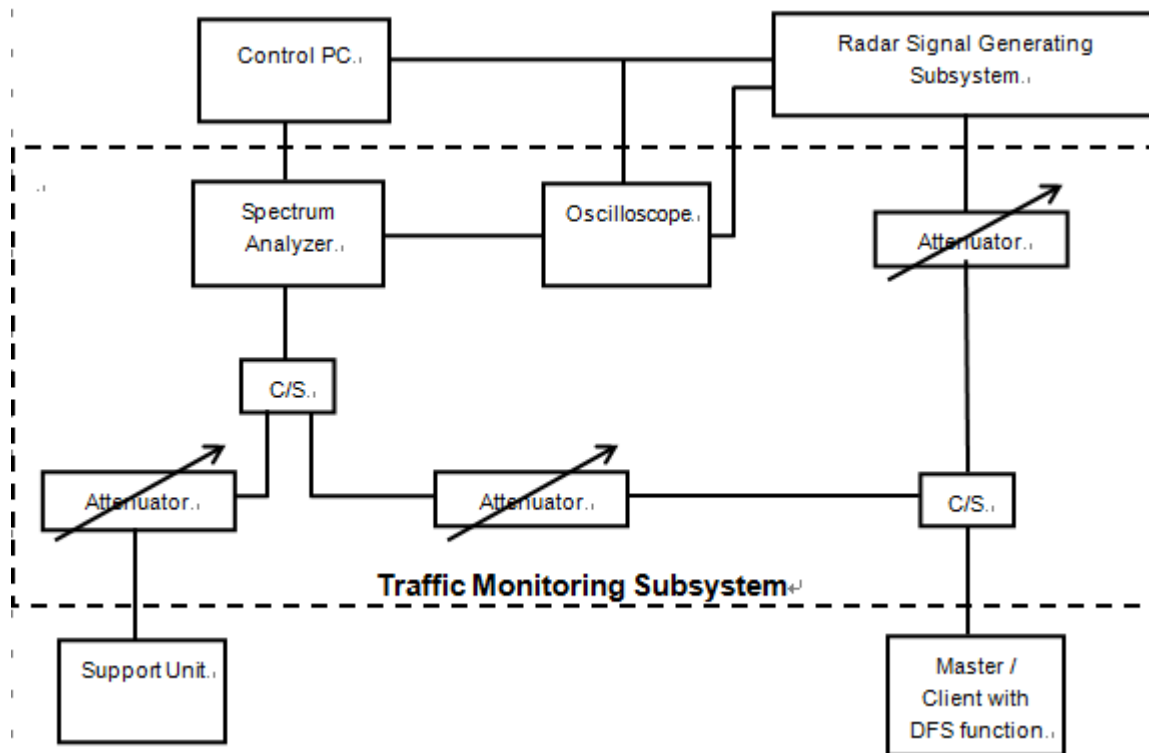 Control PC.
Radar Signal Generating
Subsystem.
Spectrum
Analyzer.
Oscilloscope.
Attenuator.
C/S.
Attenuator.
Attenuator.
C/S.
Traffic Monitoring Subsystem↵
Support Unit.
Master /
Client with
DFS function.